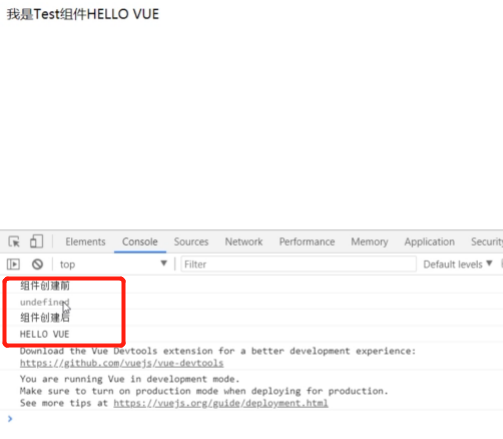 我是Test组件HELLO VUE
Elements Console Sources Network Performance Memory Application Security
top Filter Default levels
组件创建前
undefined
组件创建后
HELLO VUE
Download the Vue Devtools extension for a better development experience:
https://github.com/vuejs/vue-devtools
You are running Vue in development mode.
Make sure to turn on production mode when deploying for production.
See more tips at https://vuejs.org/guide/deployment.html